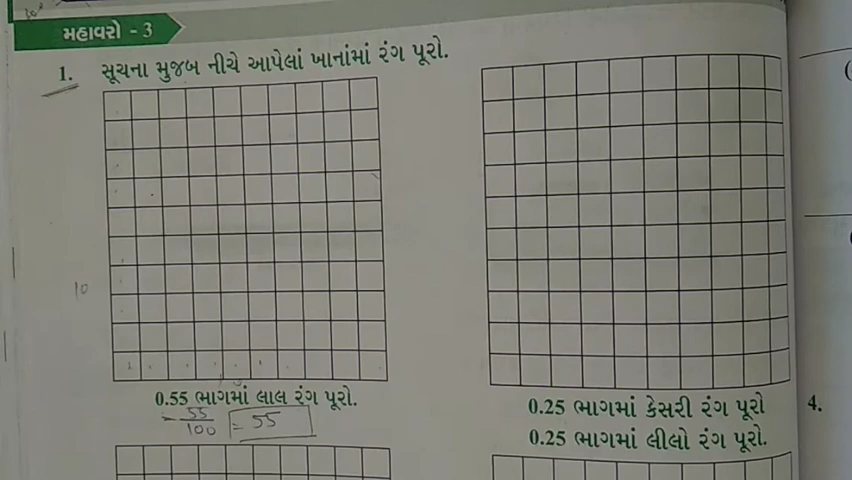 મહાવરો - 3
1. સૂચના મુજબ નીચે આપેલાં ખાનાંમાં રંગ પૂરો.
10
0.55 ભાગમાં લાલ રંગ પૂરો.
55
100
= 55
0.25 ભાગમાં કેસરી રંગ પૂરો
0.25 ભાગમાં લીલો રંગ પૂરો.
4.